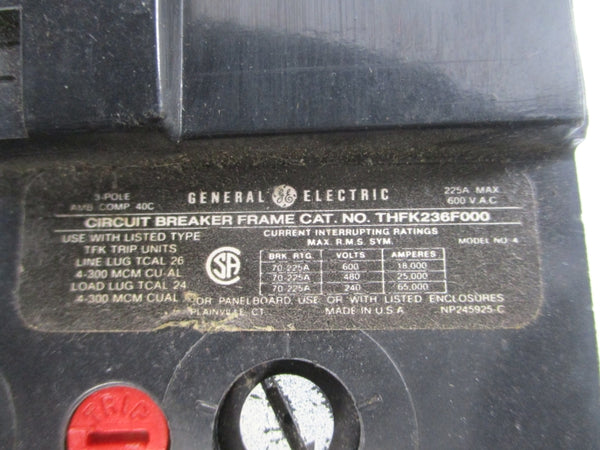 3-POLE
AMB COMP 40C
GENERAL GE ELECTRIC
225A MAX
600 V.A.C
CIRCUIT BREAKER FRAME CAT. NO. THFK236F000
USE WITH LISTED TYPE
TFK TRIP UNITS
LINE LUG TCAL 26
4-300 MCM CU-AL
LOAD LUG TCAL 24
4-300 MCM CUAL
SA
CURRENT INTERRUPTING RATINGS
MAX. R.M.S. SYM.
MODEL NO 4
BRK RTG VOLTS AMPERES
70-225A 600 18,000
70-225A 480 25,000
70-225A 240 65,000
FOR PANELBOARD USE OR WITH LISTED ENCLOSURES
PLAINVILLE CT. MADE IN U.S.A NP245925-C
TRIP